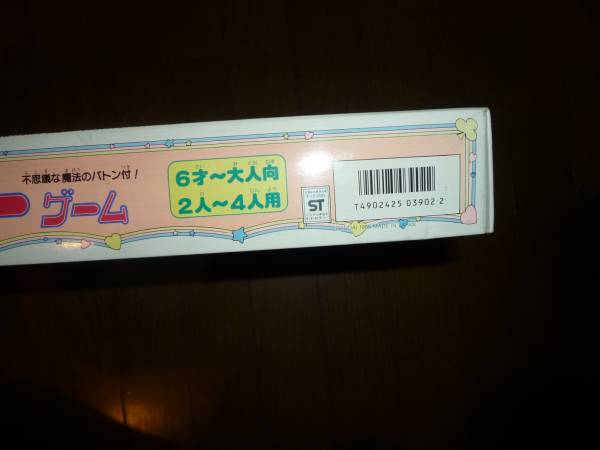 不思議な魔法のバトン付！
ー ゲーム
6才～大人向
2人～4人用
ST
T4902425 03902 2
MADE IN JAPAN